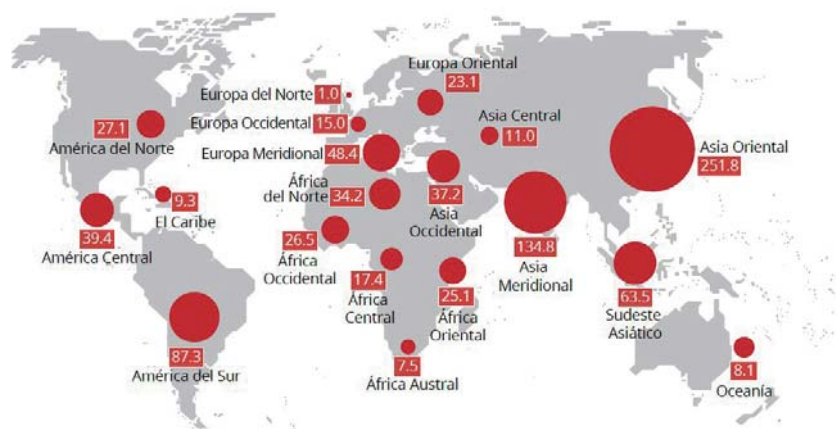 Europa Oriental
23.1
Europa del Norte 1.0
Asia Central
11.0
27.1
América del Norte
Europa Occidental 15.0
Asia Oriental
251.8
Europa Meridional 48.4
África
del Norte 34.2
37.2
Asia
Occidental
9.3
El Caribe
39.4
América Central
26.5
África
Occidental
134.8
Asia
Meridional
17.4
África
Central
25.1
África
Oriental
63.5
Sudeste
Asiático
87.3
América del Sur
7.5
África Austral
8.1
Oceanía